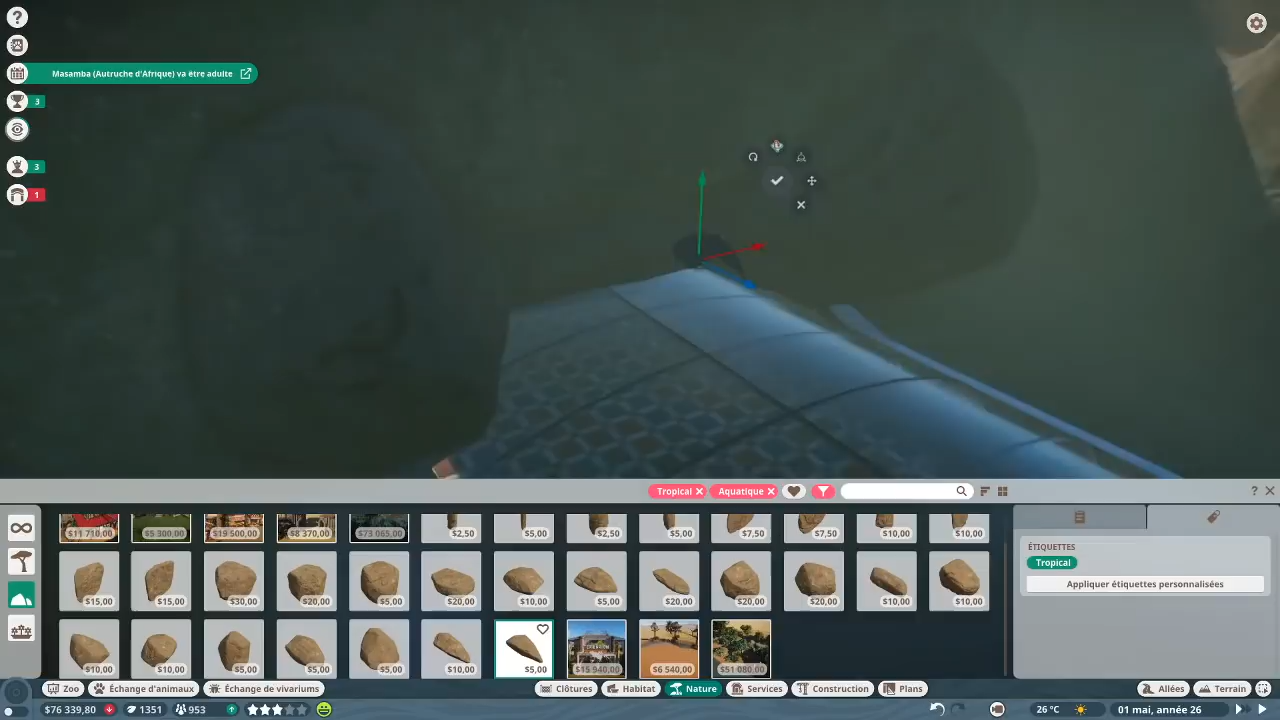 ?
Masamba (Autruche d'Afrique) va être adulte
3
3
1
Tropical ✕ Aquatique ✕
? ✕
$11 710,00 $5 300,00 $19 500,00 $8 370,00 $73 065,00 $2,50 $5,00 $2,50 $5,00 $7,50 $7,50 $10,00 $10,00
$15,00 $15,00 $30,00 $20,00 $5,00 $20,00 $10,00 $5,00 $20,00 $20,00 $20,00 $10,00 $10,00
$10,00 $10,00 $5,00 $5,00 $5,00 $10,00 $5,00 $15 940,00 $6 540,00 $51 080,00
ÉTIQUETTES
Tropical
Appliquer étiquettes personnalisées
Zoo Échange d'animaux Échange de vivariums Clôtures Habitat Nature Services Construction Plans Allées Terrain
$76 339,80 1351 953 26 °C 01 mai, année 26